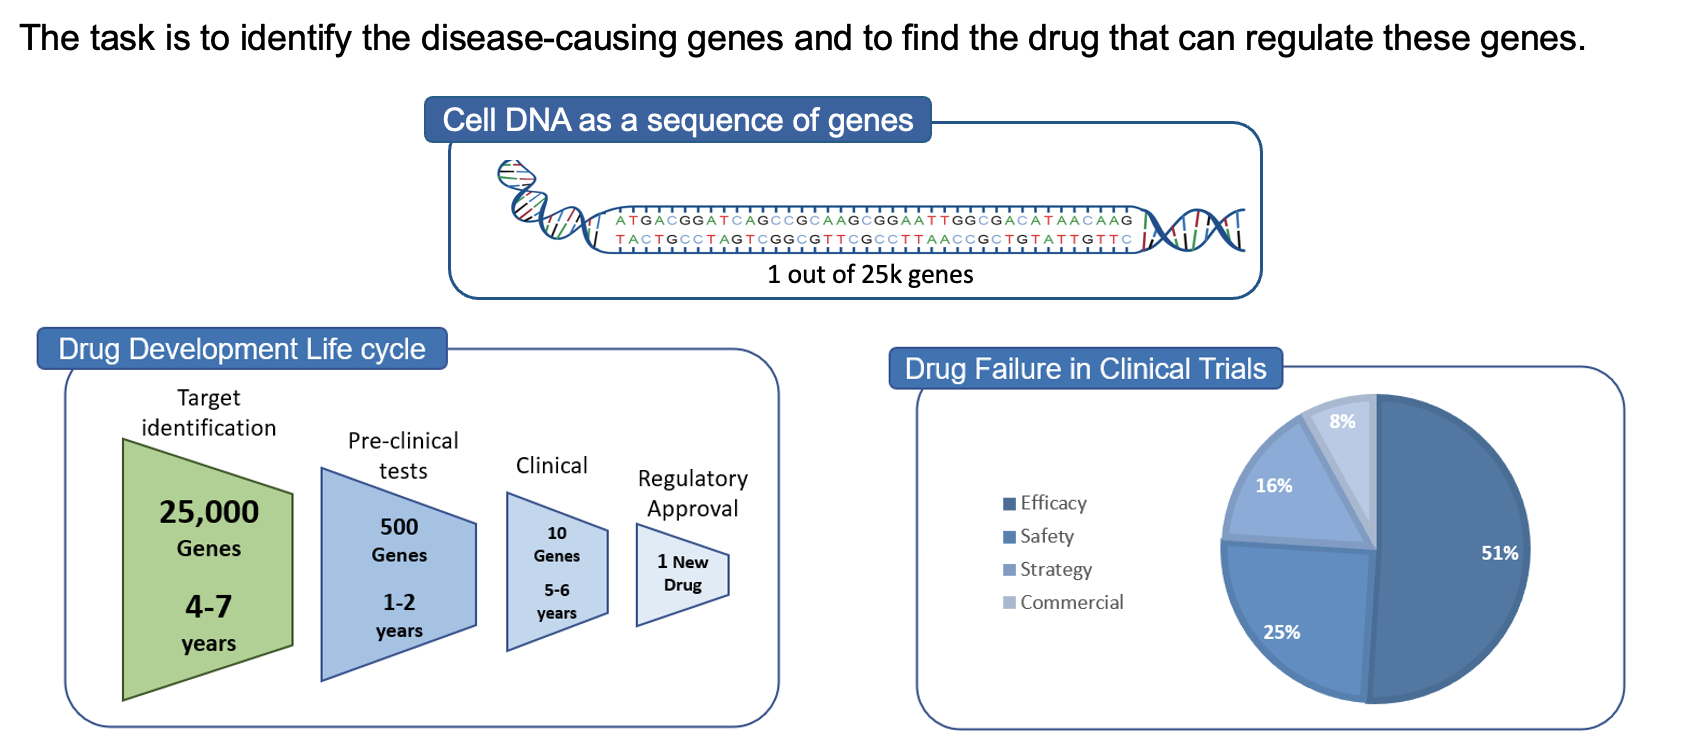 The task is to identify the disease-causing genes and to find the drug that can regulate these genes.
Cell DNA as a sequence of genes
ATGACGGATCAGCCGCAAGCGGAATTGGCGACATAACAAG
TACTGCCTAGTCGGCGTTCGCCTTAACCGCTGTATTGTTC
1 out of 25k genes
Drug Development Life cycle
Target
identification
25,000
Genes
4-7
years
Pre-clinical
tests
500
Genes
1-2
years
Clinical
10
Genes
5-6
years
Regulatory
Approval
1 New
Drug
Drug Failure in Clinical Trials
Efficacy
Safety
Strategy
Commercial
8%
16%
51%
25%